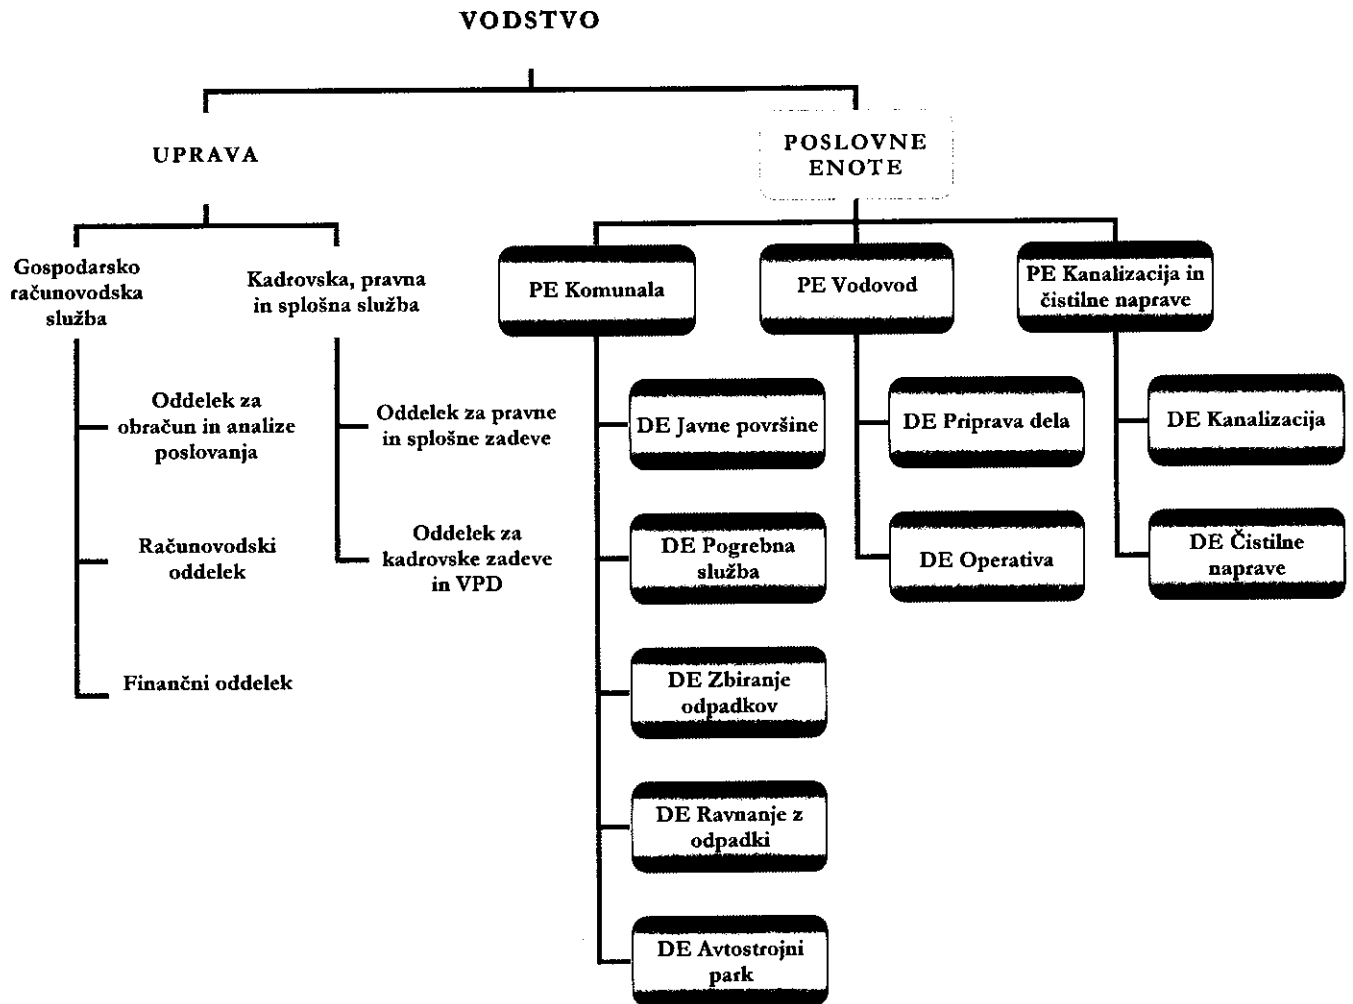 VODSTVO
UPRAVA
POSLOVNE
ENOTE
Gospodarsko
računovodska
služba
Kadrovska, pravna
in splošna služba
PE Komunala
PE Vodovod
PE Kanalizacija in
čistilne naprave
Oddelek za
obračun in analize
poslovanja
Oddelek za pravne
in splošne zadeve
DE Javne površine
DE Priprava dela
DE Kanalizacija
Računovodski
oddelek
Oddelek za
kadrovske zadeve
in VPD
DE Pogrebna
služba
DE Operativa
DE Čistilne
naprave
Finančni oddelek
DE Zbiranje
odpadkov
DE Ravnanje z
odpadki
DE Avtostrojni
park